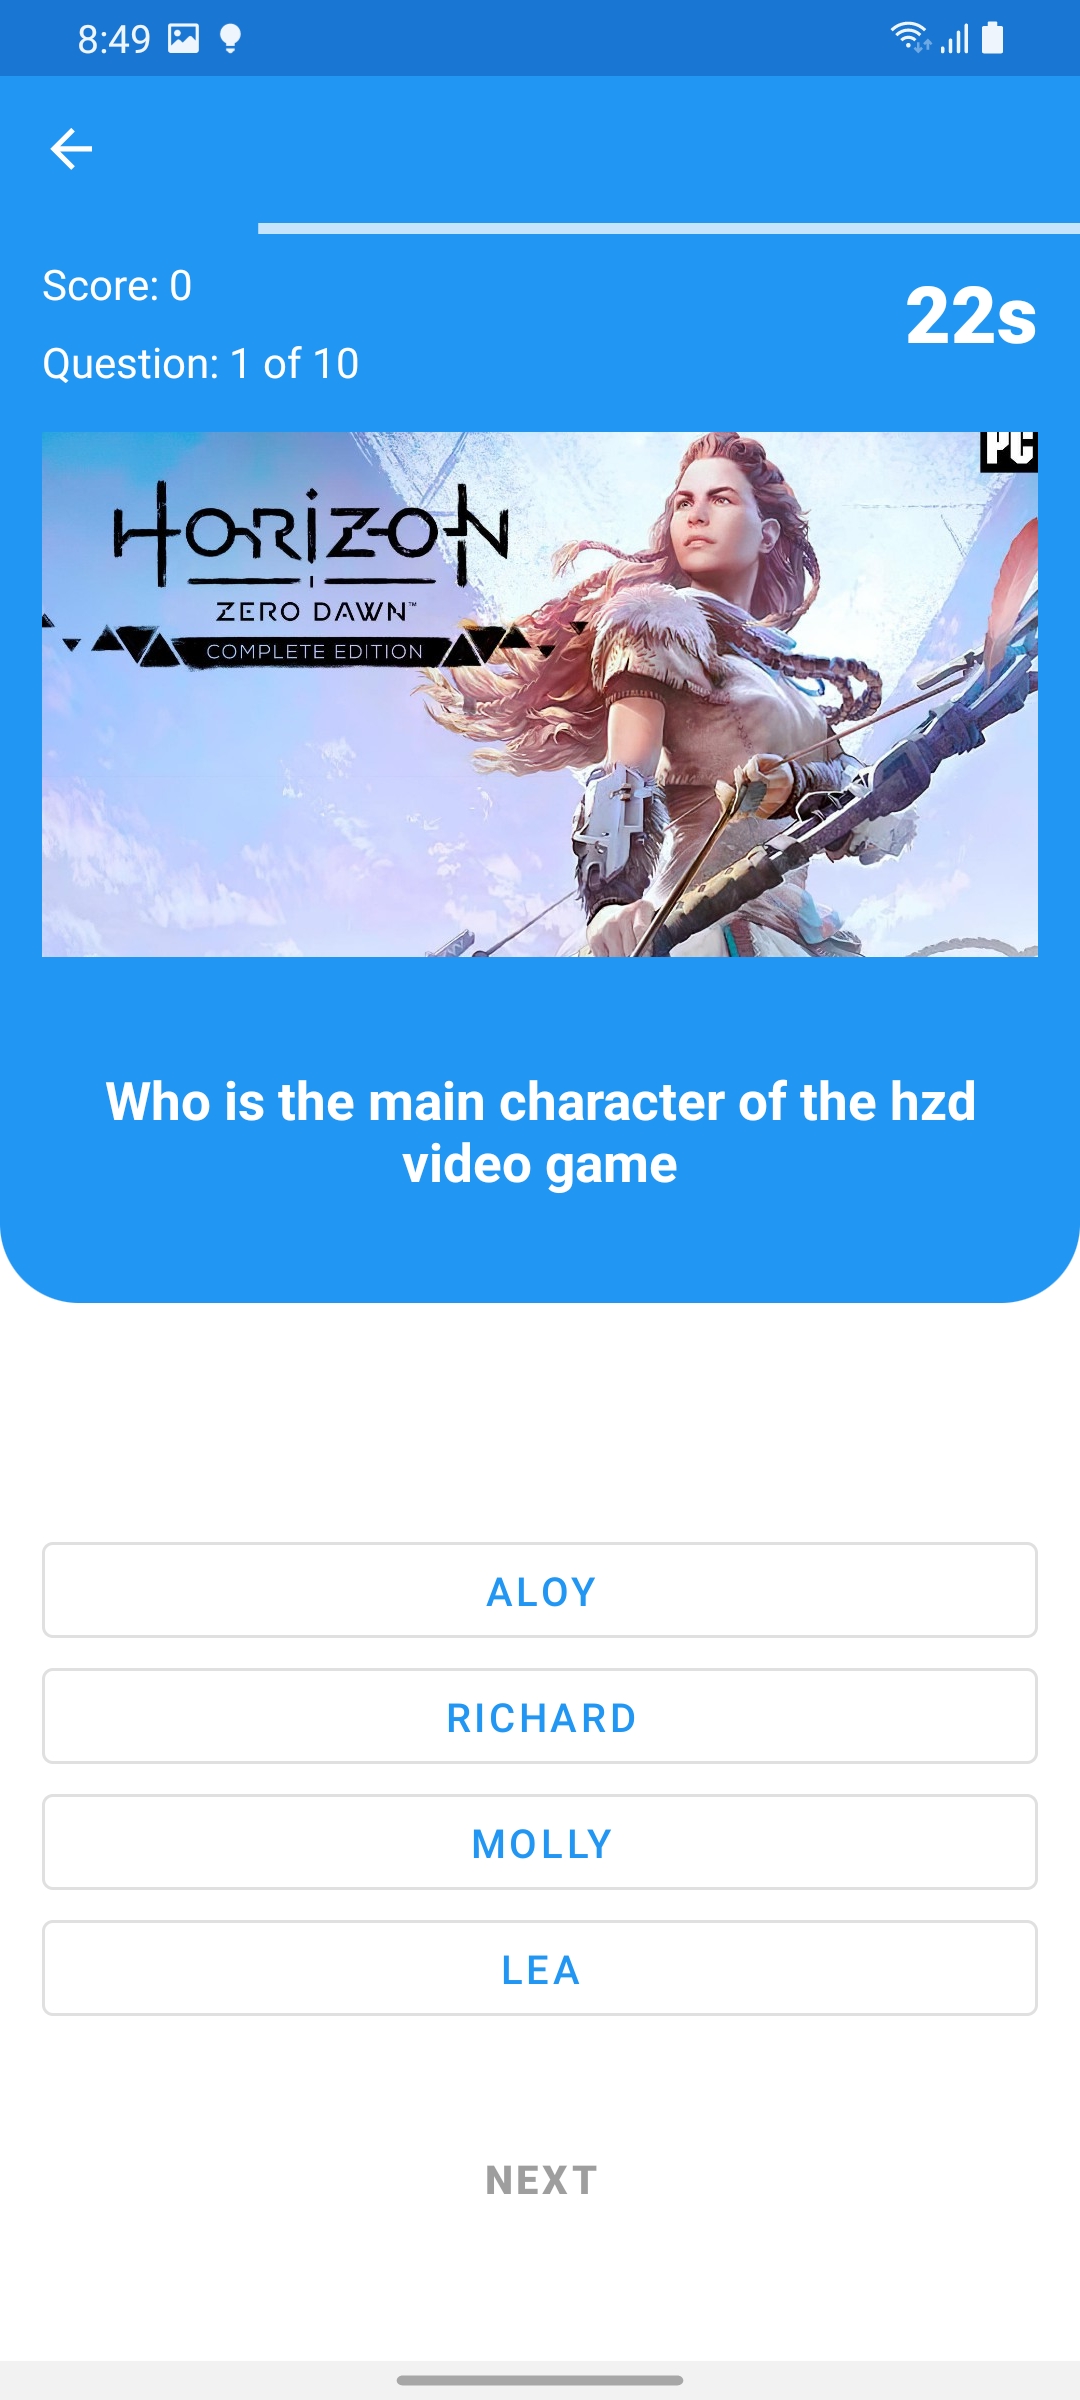 8:49
Score: 0
22s
Question: 1 of 10
PC
HORIZON
ZERO DAWN™
COMPLETE EDITION
Who is the main character of the hzd
video game
ALOY
RICHARD
MOLLY
LEA
NEXT